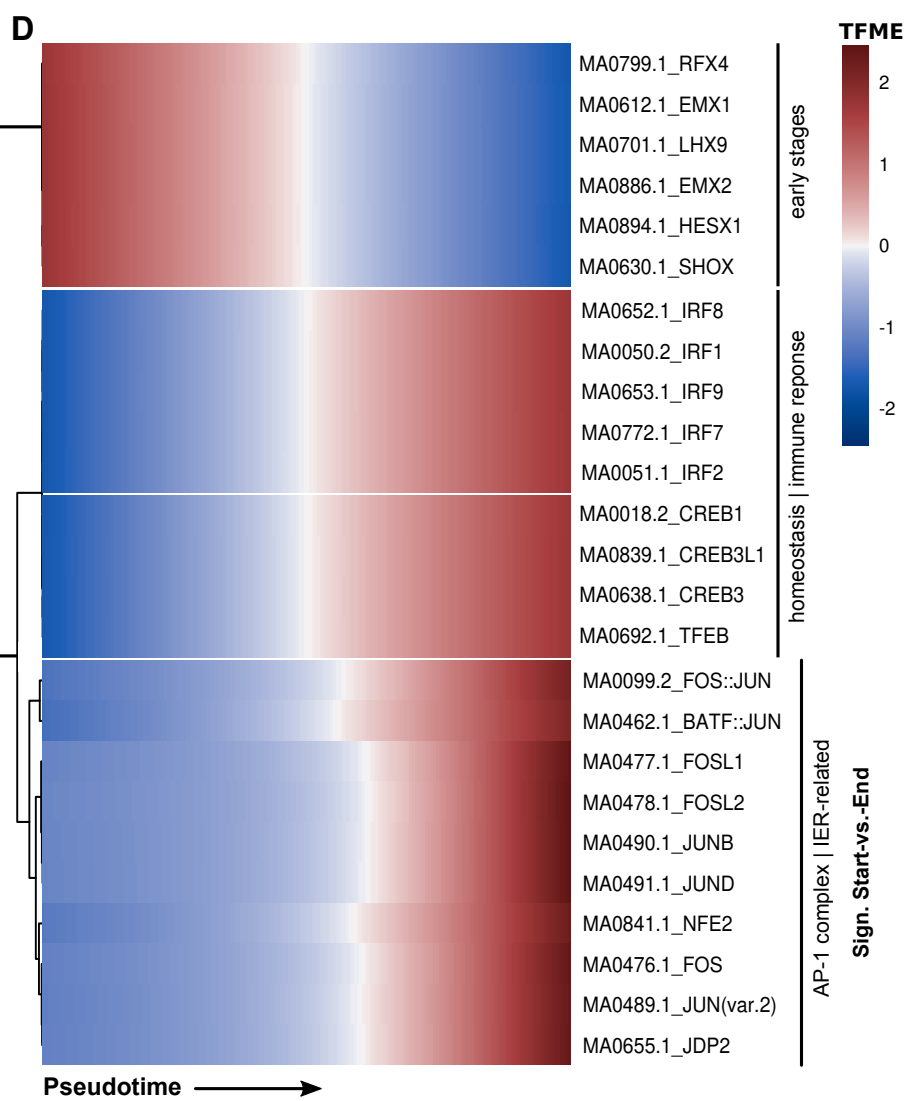 D
TFME
MA0799.1_RFX4
MA0612.1_EMX1
MA0701.1_LHX9
MA0886.1_EMX2
MA0894.1_HESX1
MA0630.1_SHOX
early stages
2
1
0
-1
-2
MA0652.1_IRF8
MA0050.2_IRF1
MA0653.1_IRF9
MA0772.1_IRF7
MA0051.1_IRF2
MA0018.2_CREB1
MA0839.1_CREB3L1
MA0638.1_CREB3
MA0692.1_TFEB
homeostasis | immune reponse
MA0099.2_FOS::JUN
MA0462.1_BATF::JUN
MA0477.1_FOSL1
MA0478.1_FOSL2
MA0490.1_JUNB
MA0491.1_JUND
MA0841.1_NFE2
MA0476.1_FOS
MA0489.1_JUN(var.2)
MA0655.1_JDP2
AP-1 complex | IER-related
Sign. Start-vs.-End
Pseudotime